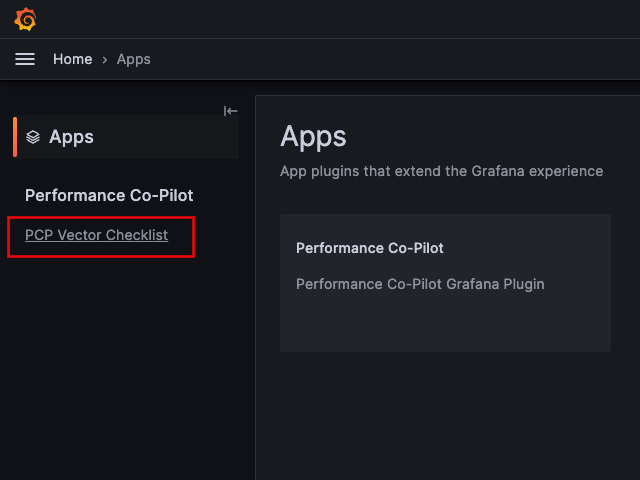 Home › Apps
Apps
Performance Co-Pilot
PCP Vector Checklist
Apps
App plugins that extend the Grafana experience
Performance Co-Pilot
Performance Co-Pilot Grafana Plugin